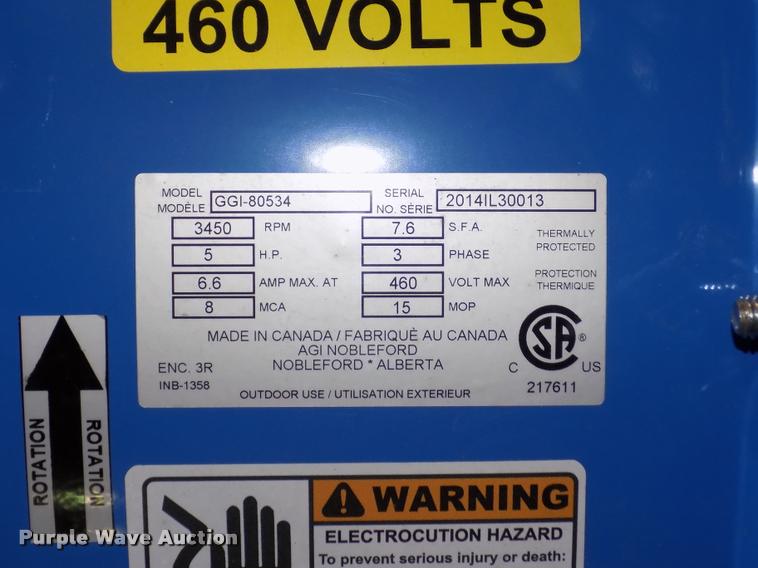 460 VOLTS
MODEL
MODÈLE GGI-80534
SERIAL
NO. SÉRIE 2014IL30013
3450 RPM 7.6 S.F.A.
THERMALLY
PROTECTED
5 H.P. 3 PHASE
6.6 AMP MAX. AT 460 VOLT MAX
PROTECTION
THERMIQUE
8 MCA 15 MOP
MADE IN CANADA / FABRIQUÈ AU CANADA
AGI NOBLEFORD
NOBLEFORD * ALBERTA
ENC. 3R
INB-1358
OUTDOOR USE / UTILISATION EXTERIEUR
C SA ® US
217611
ROTATION
ROTATION
WARNING
ELECTROCUTION HAZARD
To prevent serious injury or death:
Purple Wave Auction